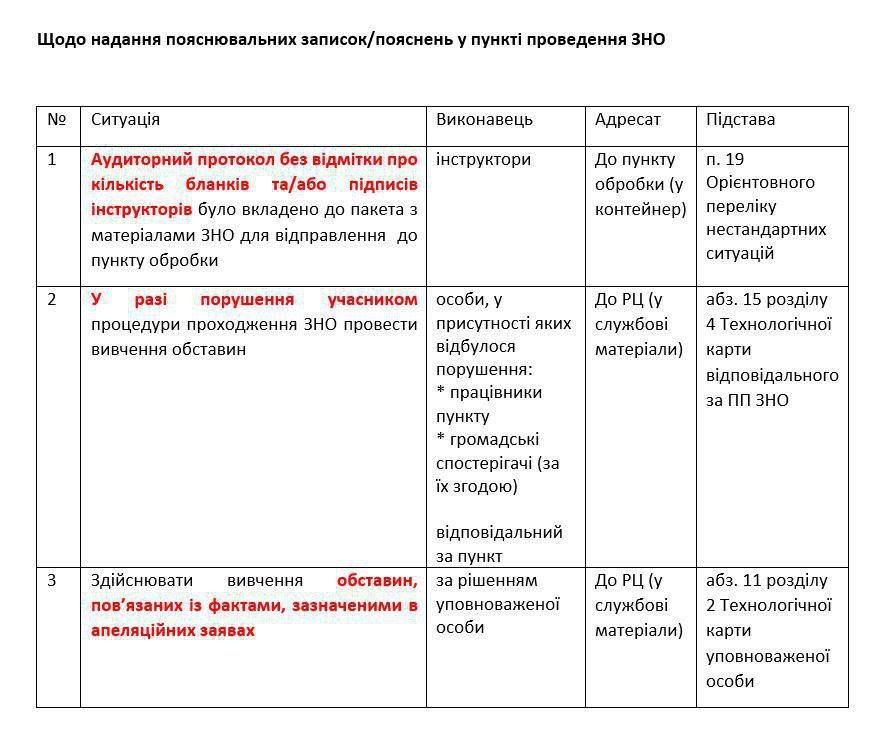 Щодо надання пояснювальних записок/пояснень у пункті проведення ЗНО
№
Ситуація
Виконавець
Адресат
Підстава
1
Аудиторний протокол без відмітки про
кількість бланків та/або підписів
інструкторів було вкладено до пакета з
матеріалами ЗНО для відправлення до
пункту обробки
інструктори
До пункту
обробки (у
контейнер)
п. 19
Орієнтовного
переліку
нестандартних
ситуацій
2
У разі порушення учасником
процедури проходження ЗНО провести
вивчення обставин
особи, у
присутності яких
відбулося
порушення:
* працівники
пункту
* громадські
спостерігачі (за
їх згодою)
відповідальний
за пункт
До РЦ (у
службові
матеріали)
абз. 15 розділу
4 Технологічної
карти
відповідального
за ПП ЗНО
3
Здійснювати вивчення обставин,
пов’язаних із фактами, зазначеними в
апеляційних заявах
за рішенням
уповноваженої
особи
До РЦ (у
службові
матеріали)
абз. 11 розділу
2 Технологічної
карти
уповноваженої
особи